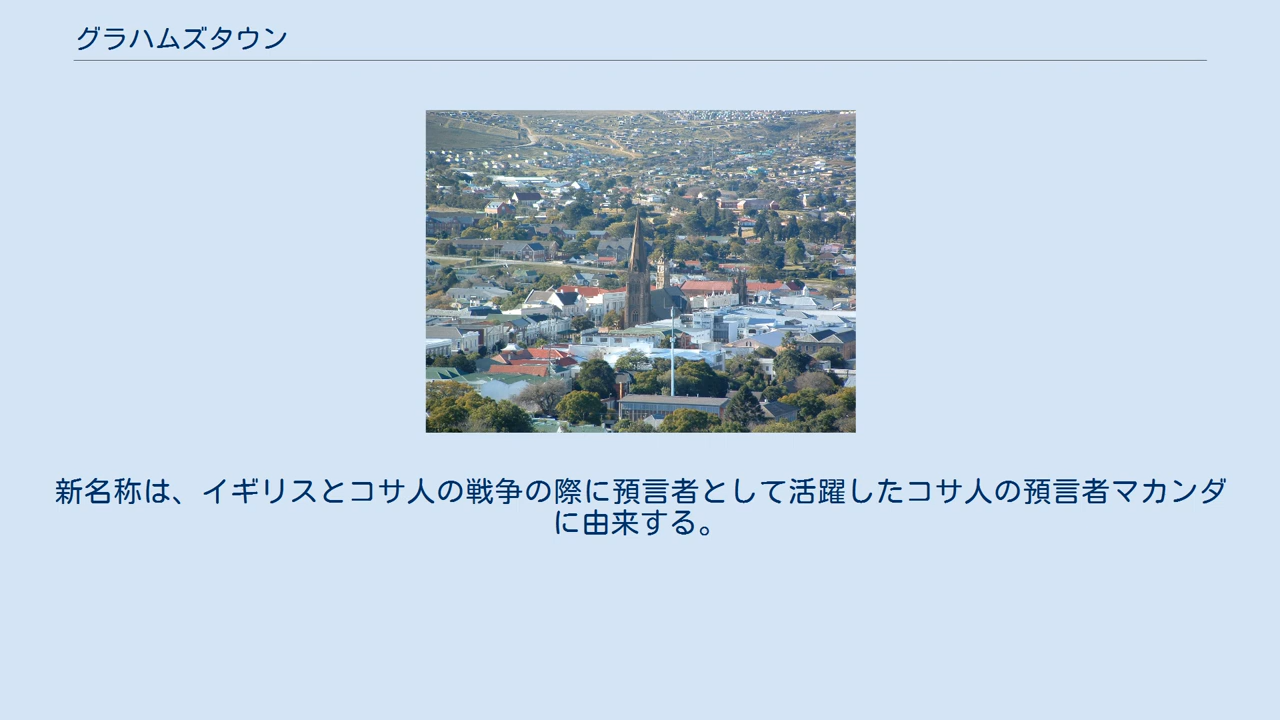 グラハムズタウン
新名称は、イギリスとコサ人の戦争の際に預言者として活躍したコサ人の預言者マカンダ
に由来する。